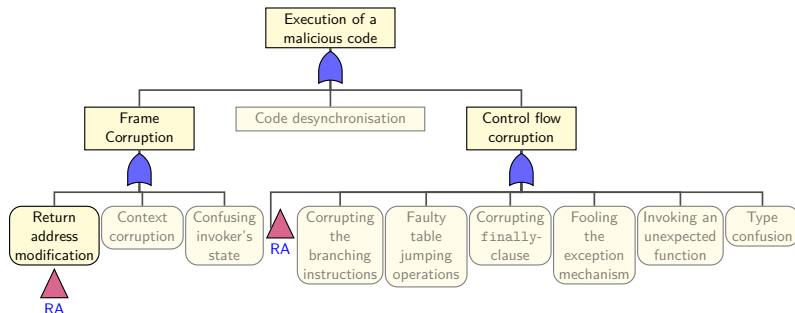 Execution of a
malicious code
Frame
Corruption
Code desynchronisation
Control flow
corruption
Return
address
modification
Context
corruption
Confusing
invoker's
state
RA
Corrupting
the
branching
instructions
Faulty
table
jumping
operations
Corrupting
finally-
clause
Fooling
the
exception
mechanism
Invoking an
unexpected
function
Type
confusion
RA